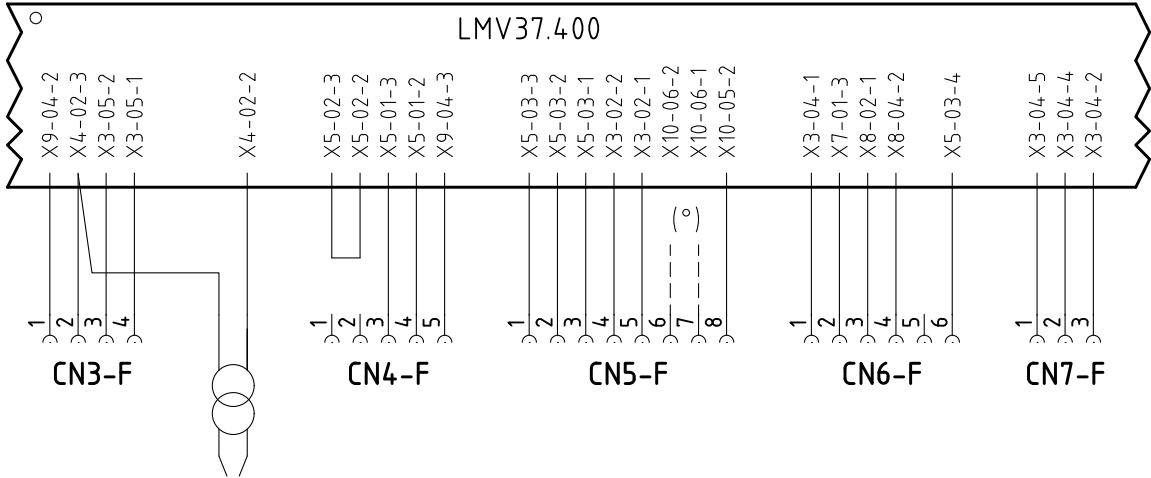 LMV37.400
X9-04-2 X4-02-3 X3-05-2 X3-05-1 X4-02-2 X5-02-3 X5-02-2 X5-01-3 X5-01-2 X9-04-3 X5-03-3 X5-03-2 X5-03-1 X3-02-2 X3-02-1 X10-06-2 X10-06-1 X10-05-2 X3-04-1 X7-01-3 X8-02-1 X8-04-2 X5-03-4 X3-04-5 X3-04-4 X3-04-2
(°)
1 2 3 4 1 2 3 4 5 1 2 3 4 5 6 7 8 1 2 3 4 5 6 1 2 3
CN3-F CN4-F CN5-F CN6-F CN7-F